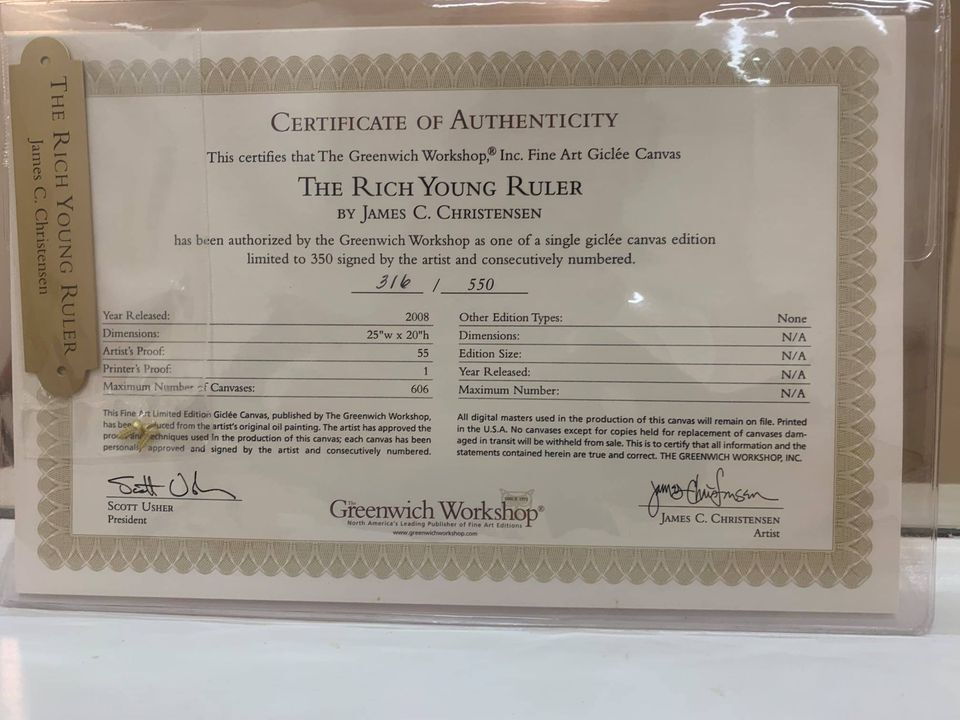 THE RICH YOUNG RULER
James C. Christensen
CERTIFICATE OF AUTHENTICITY
This certifies that The Greenwich Workshop,® Inc. Fine Art Giclée Canvas
THE RICH YOUNG RULER
BY JAMES C. CHRISTENSEN
has been authorized by the Greenwich Workshop as one of a single giclée canvas edition
limited to 350 signed by the artist and consecutively numbered.
316 / 550
Year Released: 2008
Dimensions: 25"w x 20"h
Artist's Proof: 55
Printer's Proof: 1
Maximum Number of Canvases: 606
Other Edition Types: None
Dimensions: N/A
Edition Size: N/A
Year Released: N/A
Maximum Number: N/A
This Fine Art Limited Edition Giclée Canvas, published by The Greenwich Workshop,
has been from the artist's original oil painting. The artist has approved the
techniques used in the production of this canvas; each canvas has been
personally approved and signed by the artist and consecutively numbered.
All digital masters used in the production of this canvas will remain on file. Printed
in the U.S.A. No canvases except for copies held for replacement of canvases dam-
aged in transit will be withheld from sale. This is to certify that all information and the
statements contained herein are true and correct. THE GREENWICH WORKSHOP, INC.
Scott Usher
SCOTT USHER
President
The Greenwich Workshop®
North America's Leading Publisher of Fine Art Editions
www.greenwichworkshop.com
James Christensen
JAMES C. CHRISTENSEN
Artist